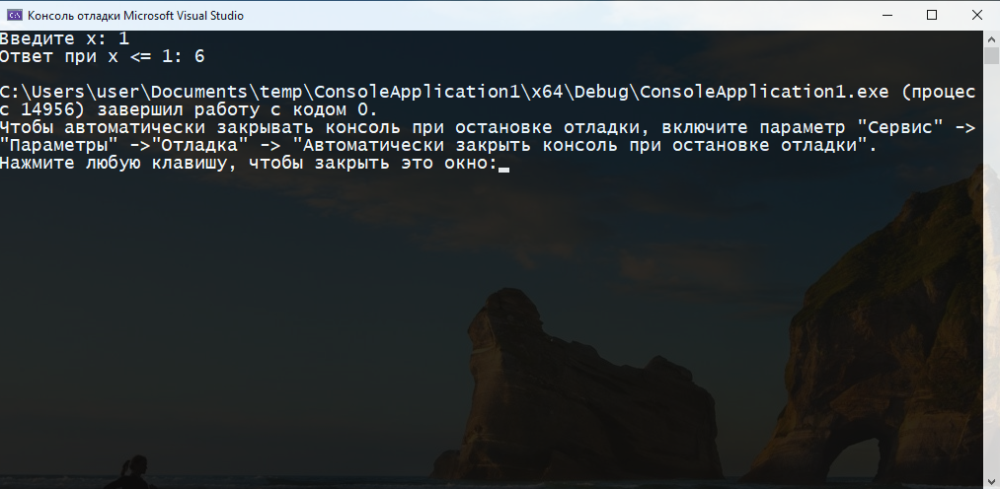 Консоль отладки Microsoft Visual Studio
Введите x: 1
Ответ при x <= 1: 6
C:\Users\user\Documents\temp\ConsoleApplication1\x64\Debug\ConsoleApplication1.exe (процес
с 14956) завершил работу с кодом 0.
Чтобы автоматически закрывать консоль при остановке отладки, включите параметр "Сервис" ->
"Параметры" ->"Отладка" -> "Автоматически закрыть консоль при остановке отладки".
Нажмите любую клавишу, чтобы закрыть это окно: